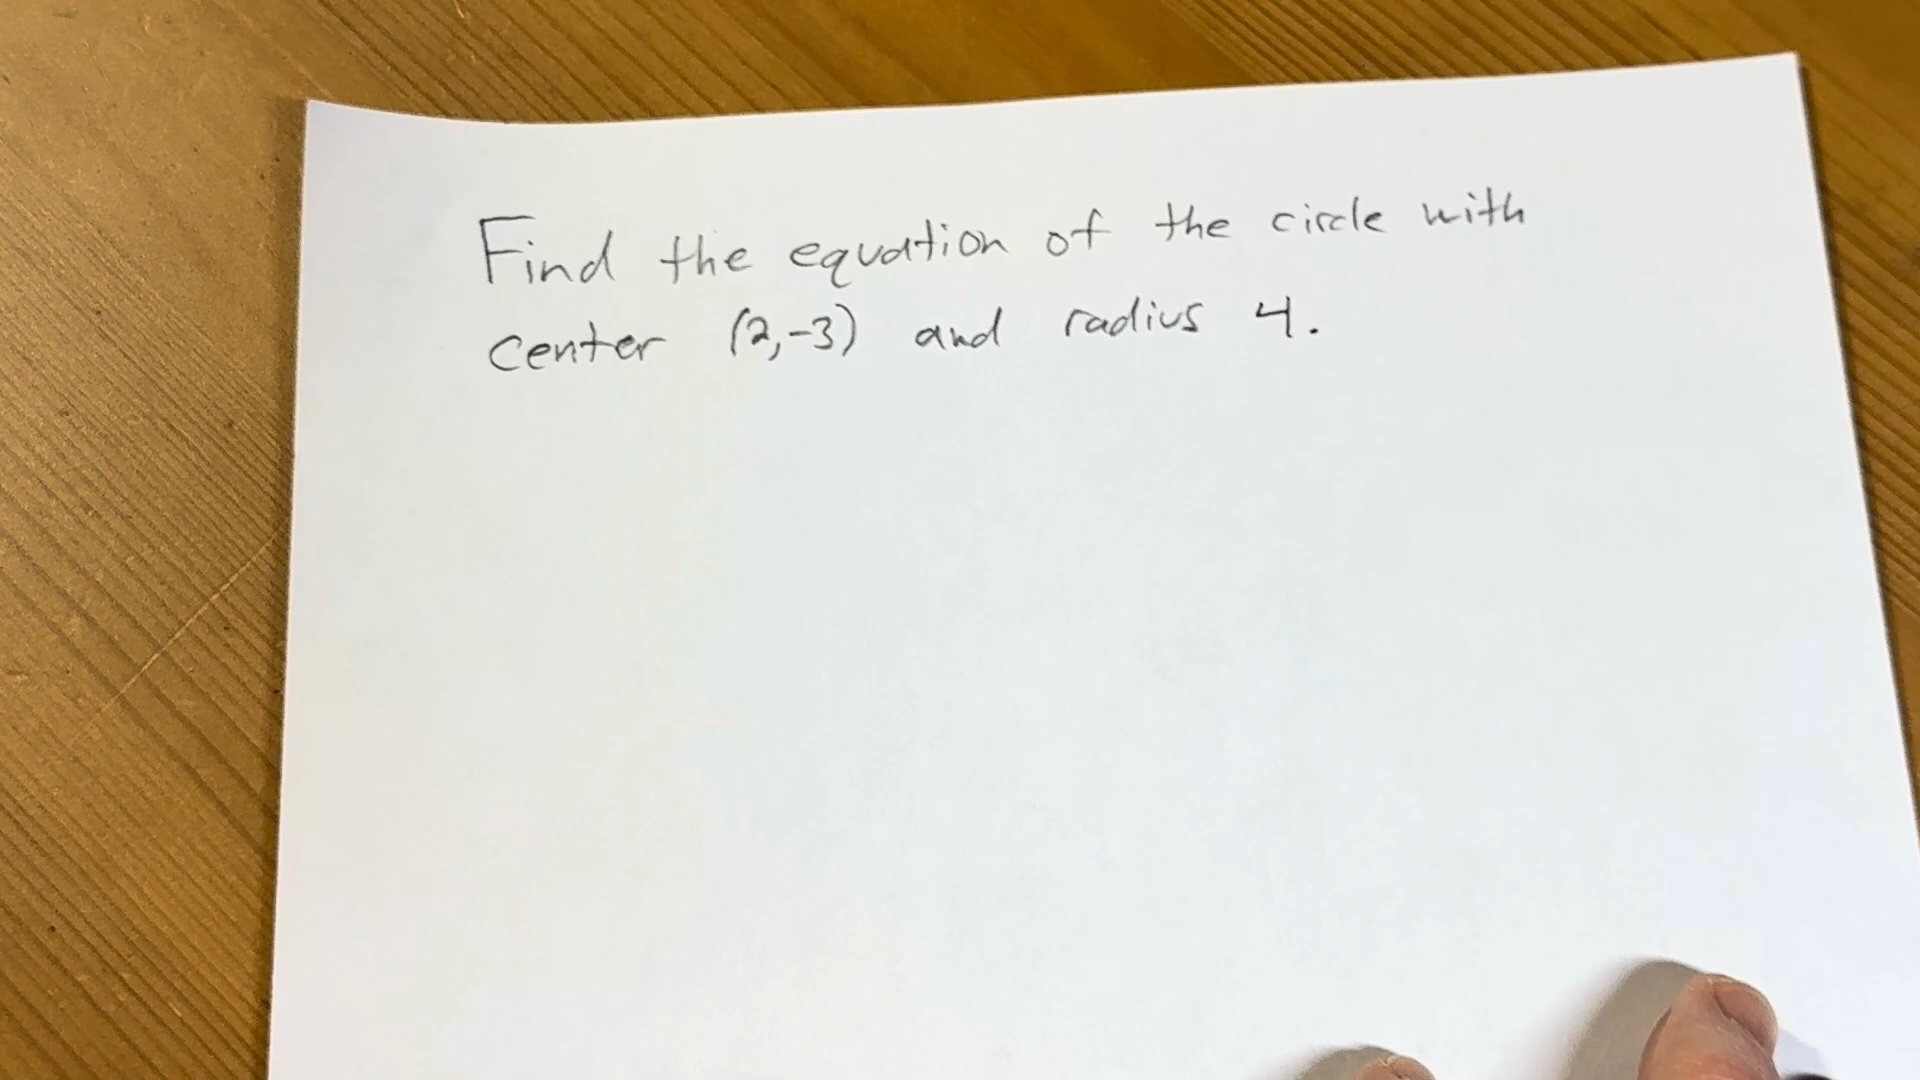 Find the equation of the circle with
center (2,-3) and radius 4.